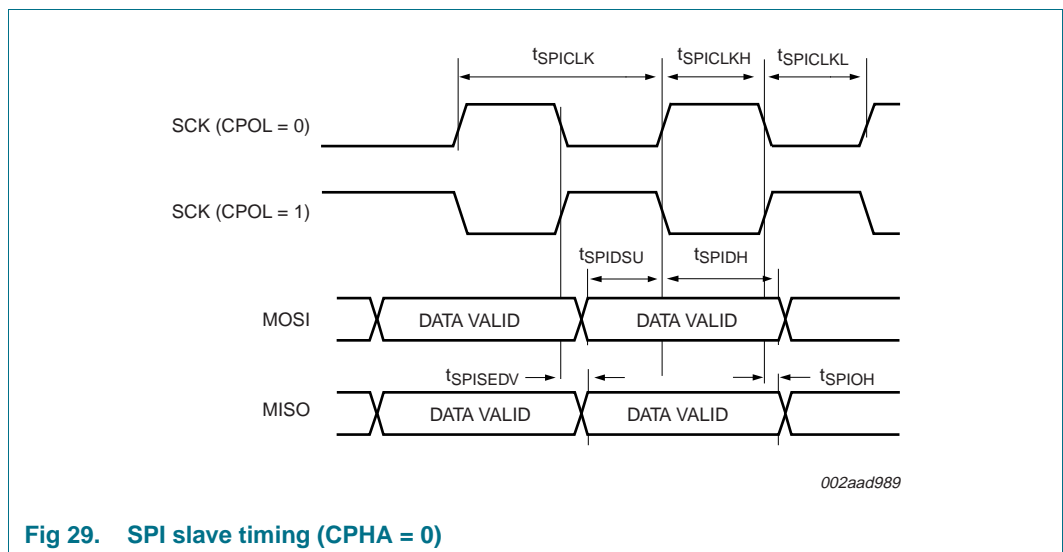 tSPICLK tSPICLKH tSPICLKL
SCK (CPOL = 0)
SCK (CPOL = 1)
tSPIDSU tSPIDH
MOSI DATA VALID DATA VALID
tSPISEDV tSPIOH
MISO DATA VALID DATA VALID
002aad989
Fig 29. SPI slave timing (CPHA = 0)